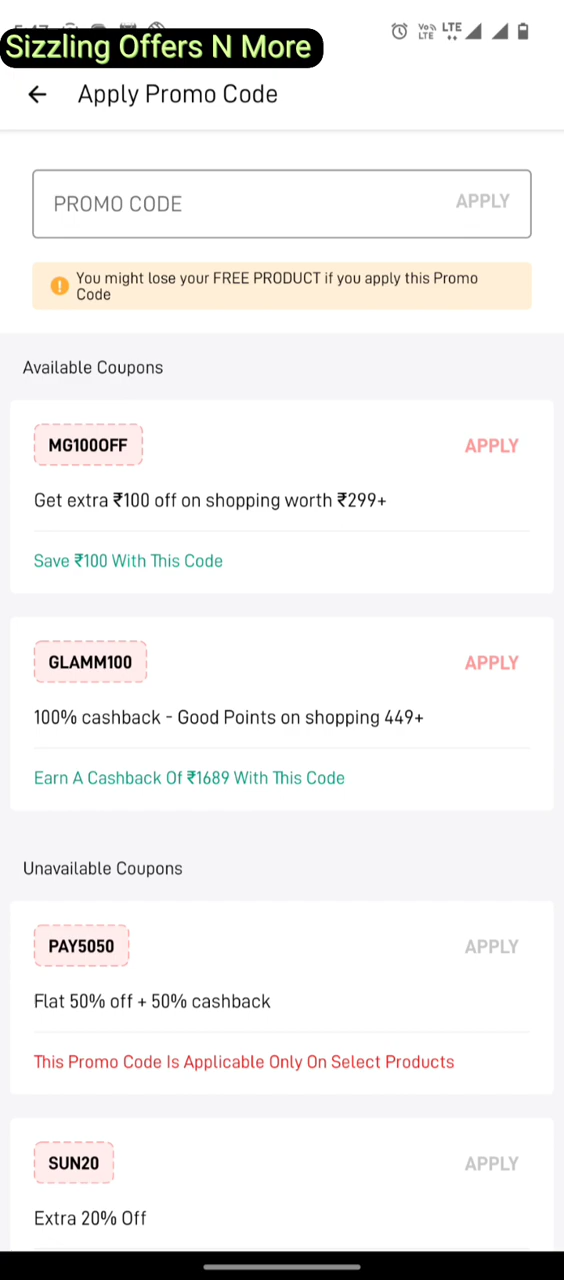 Sizzling Offers N More
LTE
Apply Promo Code
PROMO CODE
APPLY
You might lose your FREE PRODUCT if you apply this Promo
Code
Available Coupons
MG100OFF
APPLY
Get extra ₹100 off on shopping worth ₹299+
Save ₹100 With This Code
GLAMM100
APPLY
100% cashback - Good Points on shopping 449+
Earn A Cashback Of ₹1689 With This Code
Unavailable Coupons
PAY5050
APPLY
Flat 50% off + 50% cashback
This Promo Code Is Applicable Only On Select Products
SUN20
APPLY
Extra 20% Off